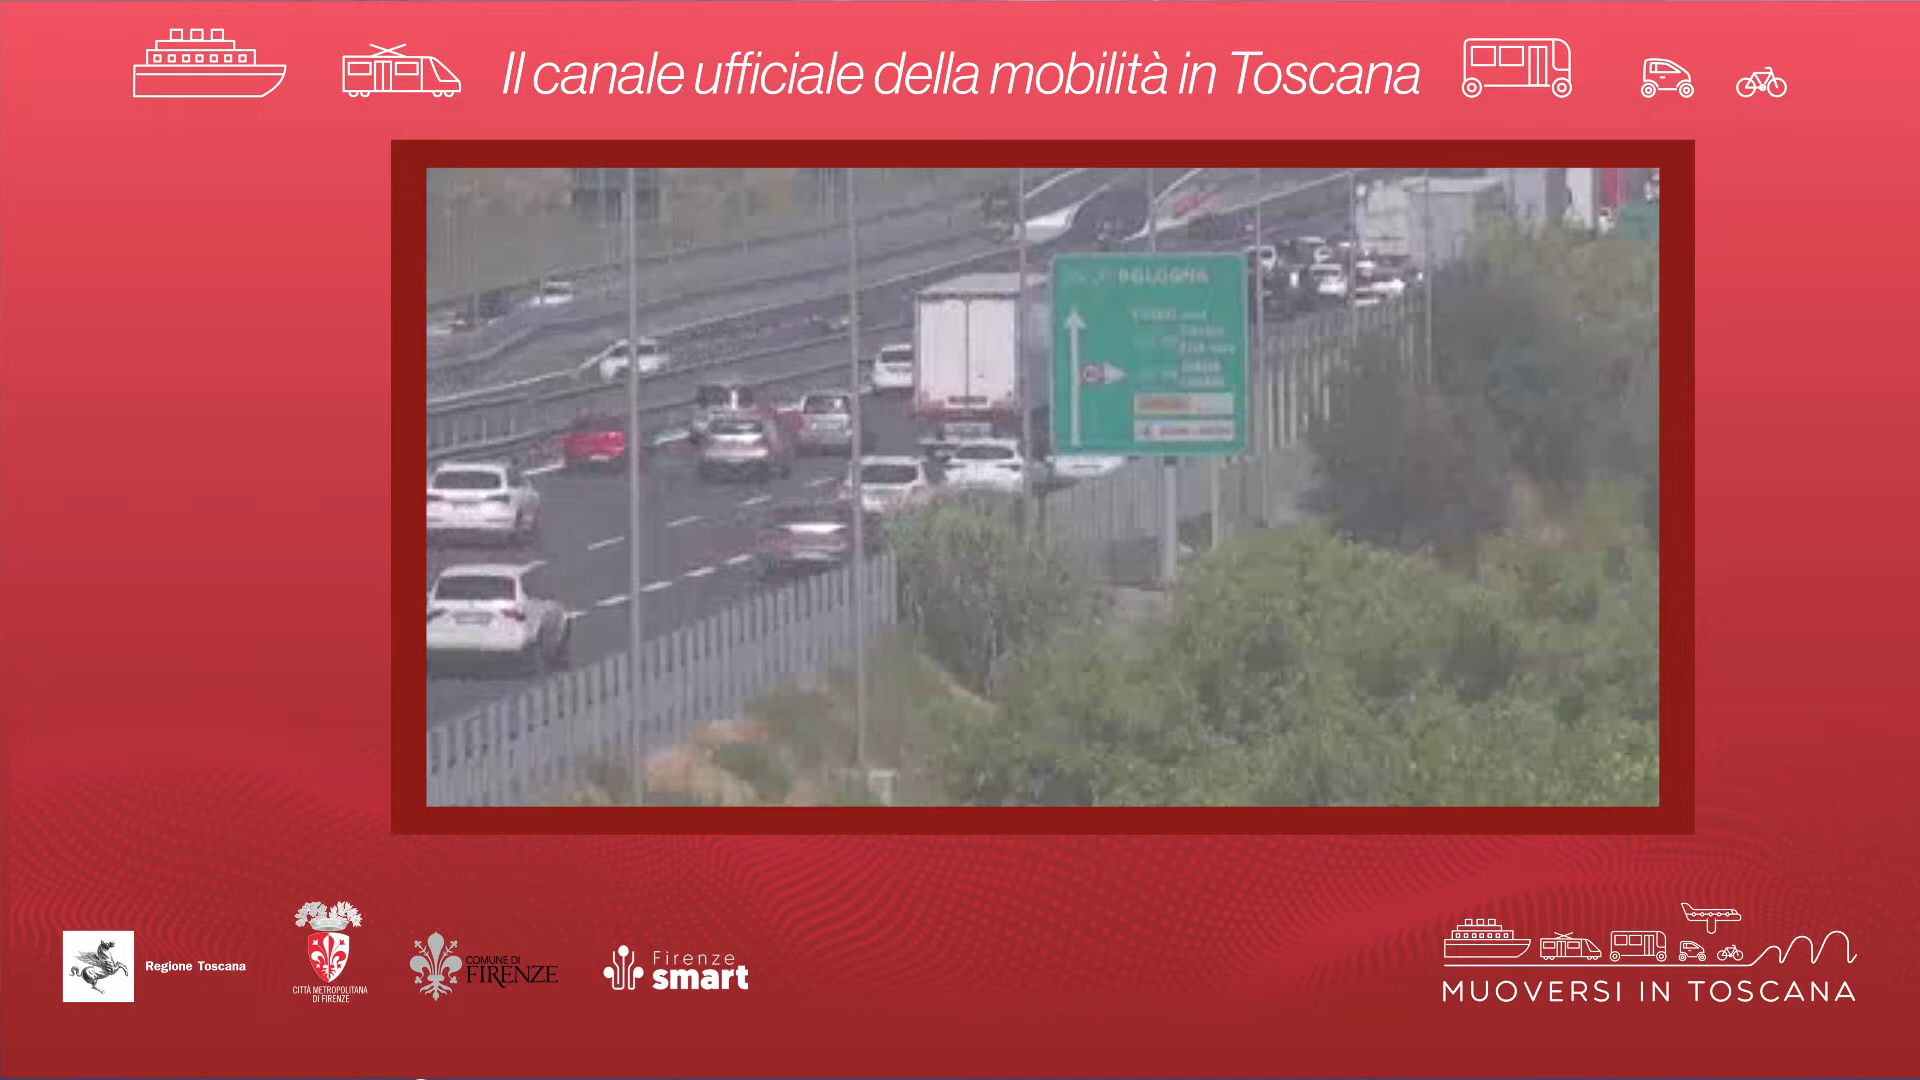 Il canale ufficiale della mobilità in Toscana
BOLOGNA
Regione Toscana
CITTÀ METROPOLITANA
DI FIRENZE
COMUNE DI
FIRENZE
Firenze
smart
MUOVERSI IN TOSCANA